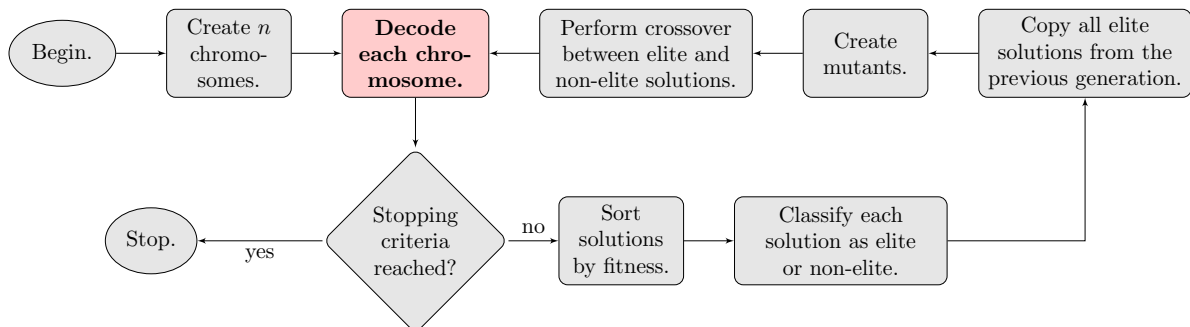 Begin.
Create n
chromo-
somes.
Decode
each chro-
mosome.
Perform crossover
between elite and
non-elite solutions.
Create
mutants.
Copy all elite
solutions from the
previous generation.
Stop.
yes
Stopping
criteria
reached?
no
Sort
solutions
by fitness.
Classify each
solution as elite
or non-elite.